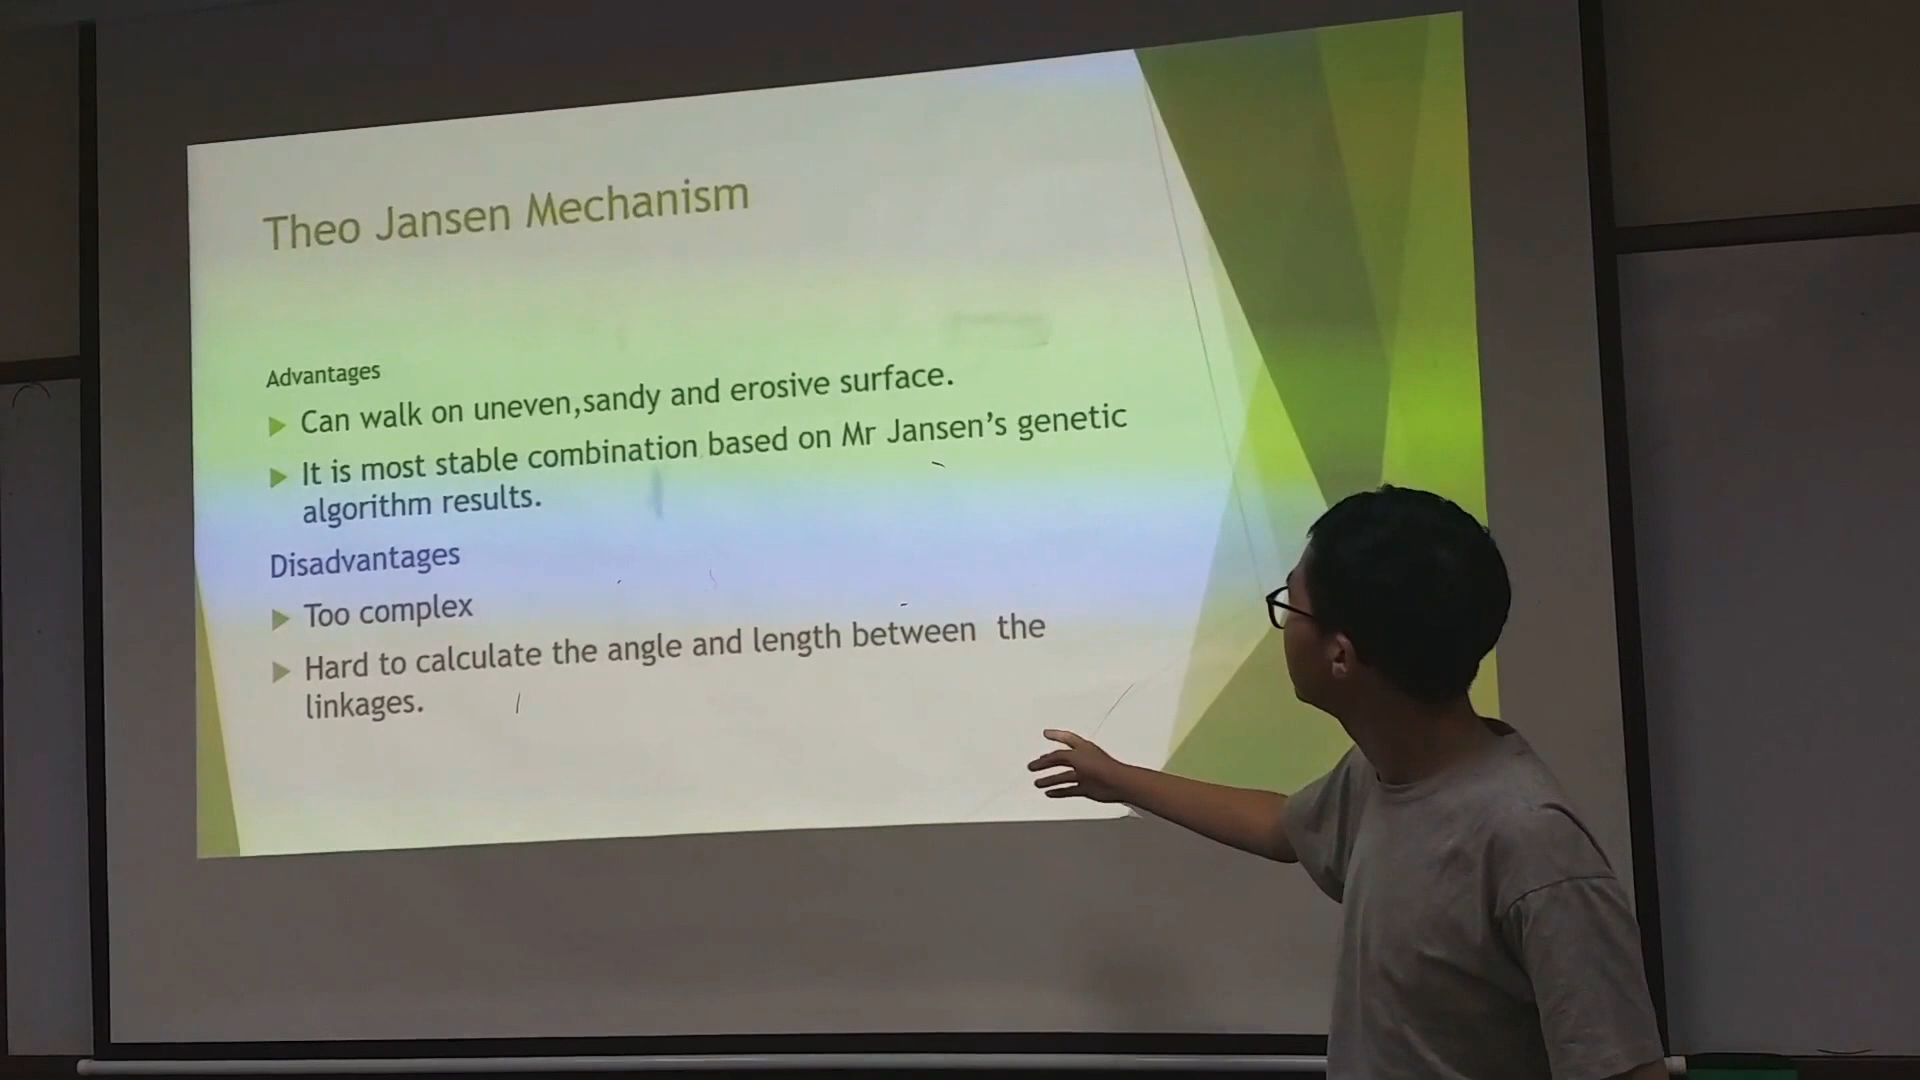 Theo Jansen Mechanism
Advantages
Can walk on uneven,sandy and erosive surface.
It is most stable combination based on Mr Jansen's genetic
algorithm results.
Disadvantages
Too complex
Hard to calculate the angle and length between the
linkages.